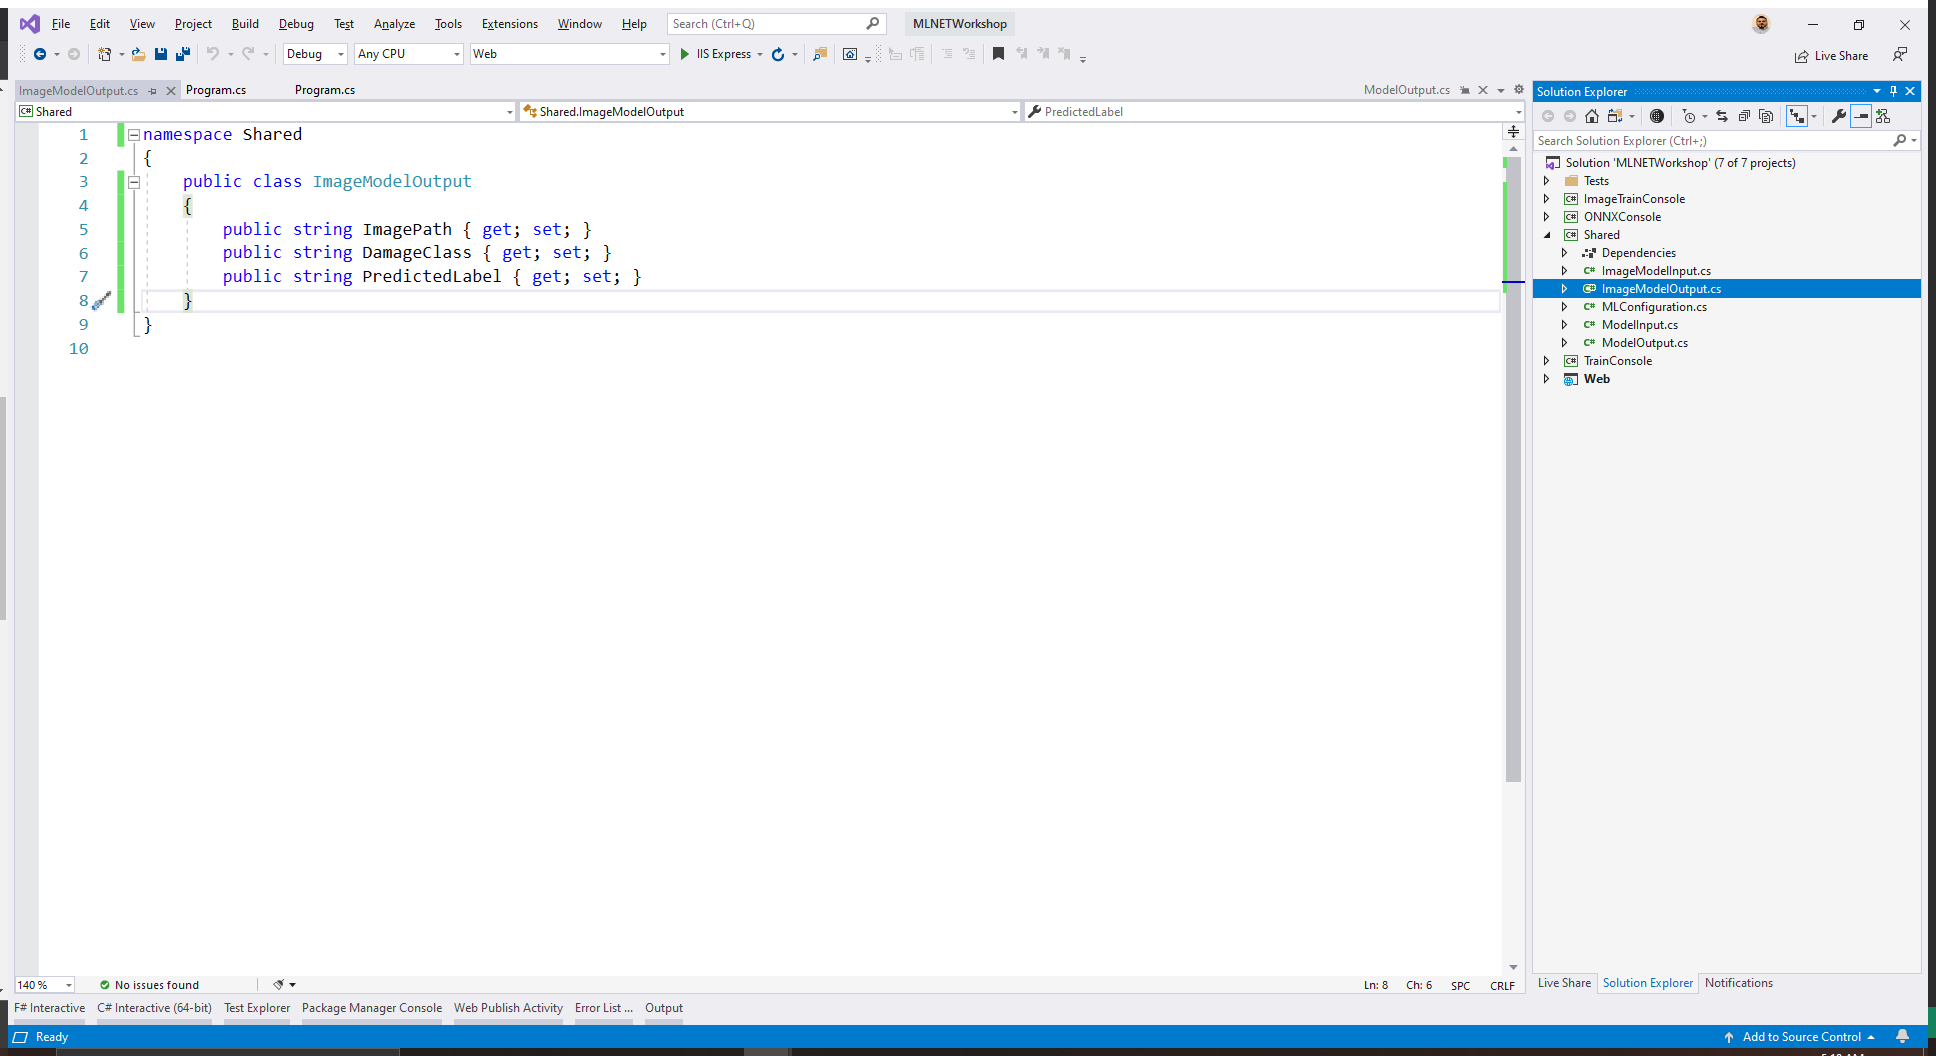 File Edit View Project Build Debug Test Analyze Tools Extensions Window Help Search (Ctrl+Q) MLNETWorkshop
Debug Any CPU Web IIS Express Live Share
ImageModelOutput.cs Program.cs Program.cs ModelOutput.cs
C# Shared Shared.ImageModelOutput PredictedLabel
1 namespace Shared
2 {
3 public class ImageModelOutput
4 {
5 public string ImagePath { get; set; }
6 public string DamageClass { get; set; }
7 public string PredictedLabel { get; set; }
8 }
9 }
10
140 % No issues found Ln: 8 Ch: 6 SPC CRLF
Solution Explorer
Search Solution Explorer (Ctrl+;)
Solution 'MLNETWorkshop' (7 of 7 projects)
Tests
C# ImageTrainConsole
C# ONNXConsole
C# Shared
Dependencies
C# ImageModelInput.cs
C# ImageModelOutput.cs
C# MLConfiguration.cs
C# ModelInput.cs
C# ModelOutput.cs
C# TrainConsole
Web
Live Share Solution Explorer Notifications
F# Interactive C# Interactive (64-bit) Test Explorer Package Manager Console Web Publish Activity Error List ... Output
Ready Add to Source Control